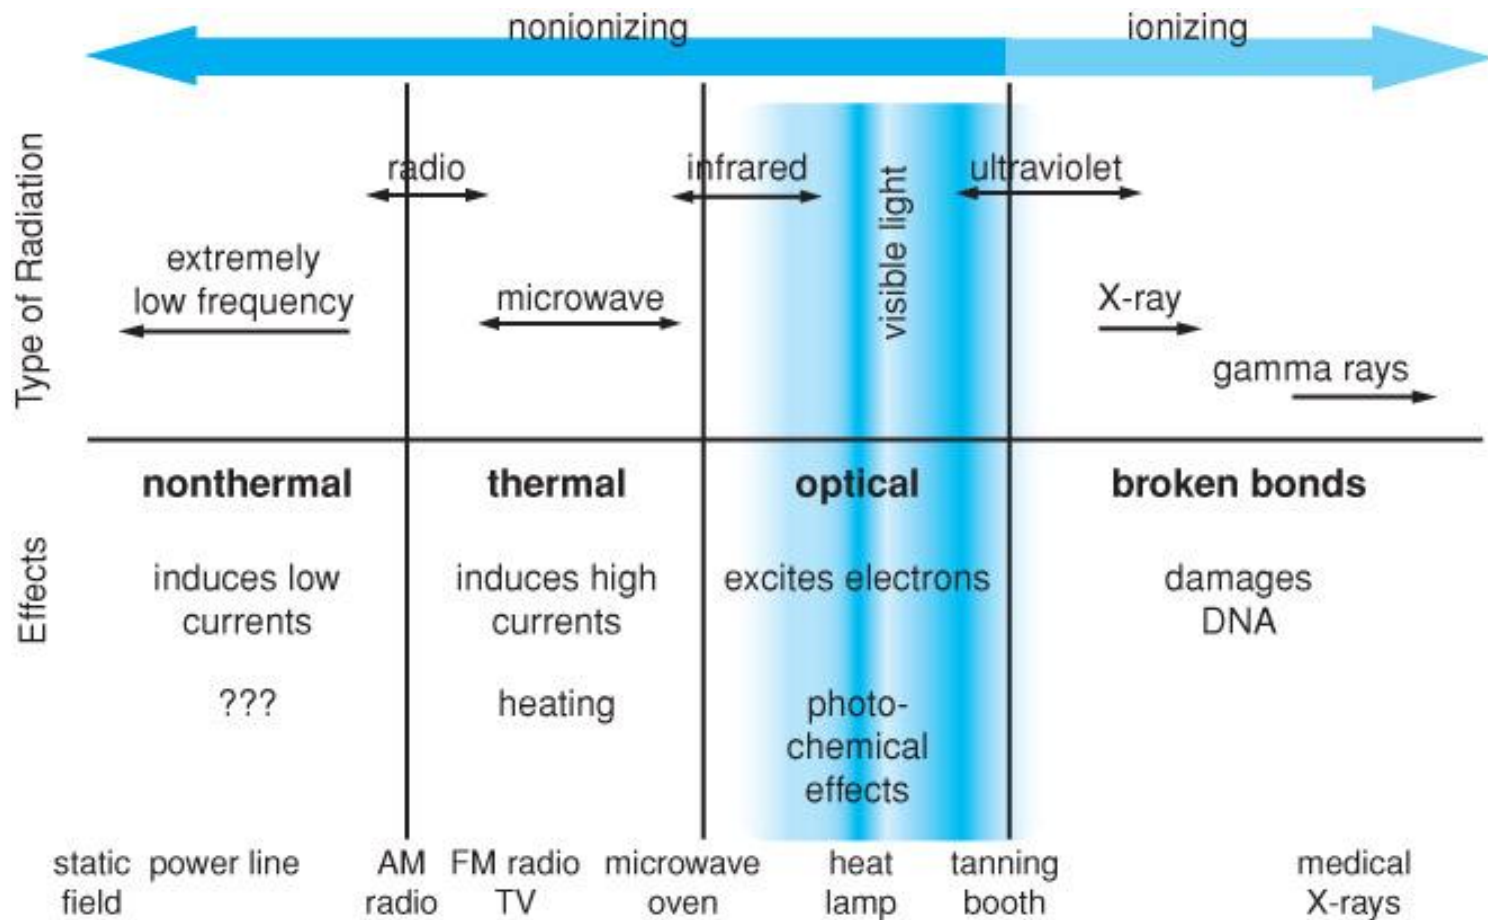 nonionizing
ionizing
Type of Radiation
radio
infrared
ultraviolet
visible light
extremely
low frequency
microwave
X-ray
gamma rays
nonthermal
thermal
optical
broken bonds
Effects
induces low
currents
induces high
currents
excites electrons
damages
DNA
???
heating
photo-
chemical
effects
static
field
power line
AM
radio
FM radio
TV
microwave
oven
heat
lamp
tanning
booth
medical
X-rays